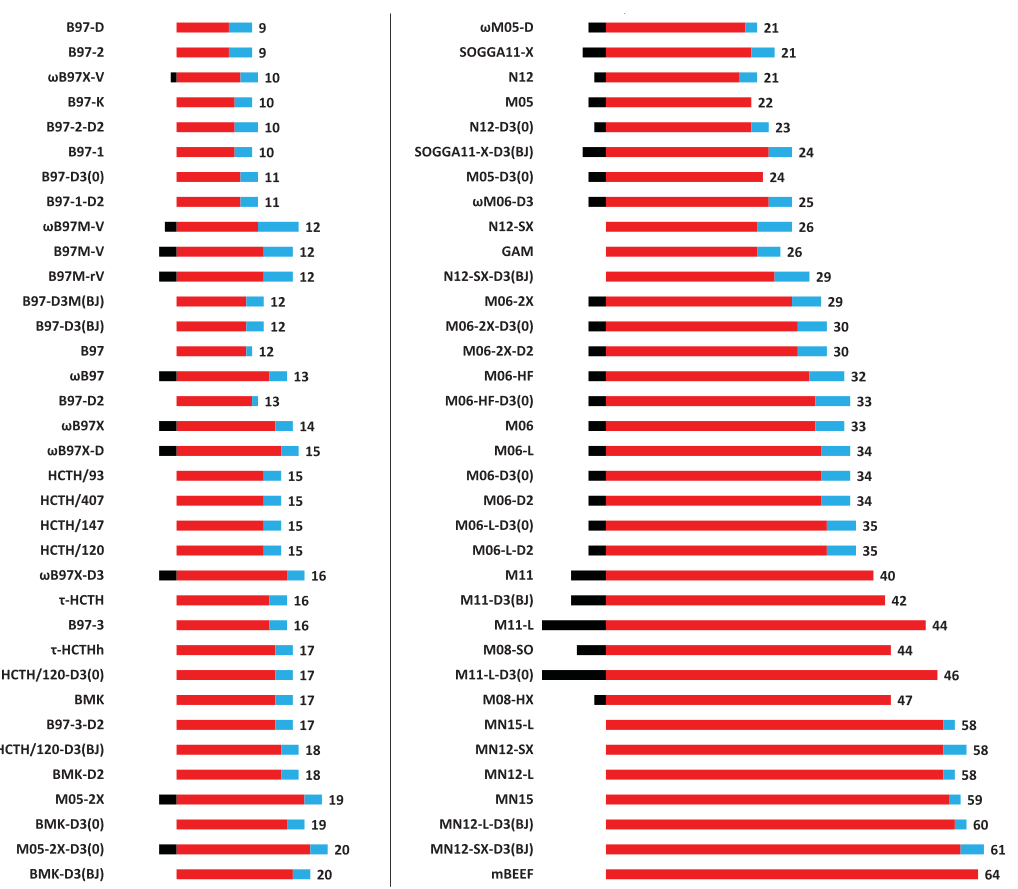 B97-D 9
B97-2 9
ωB97X-V 10
B97-K 10
B97-2-D2 10
B97-1 10
B97-D3(0) 11
B97-1-D2 11
ωB97M-V 12
B97M-V 12
B97M-rV 12
B97-D3M(BJ) 12
B97-D3(BJ) 12
B97 12
ωB97 13
B97-D2 13
ωB97X 14
ωB97X-D 15
HCTH/93 15
HCTH/407 15
HCTH/147 15
HCTH/120 15
ωB97X-D3 16
τ-HCTH 16
B97-3 16
τ-HCTHh 17
HCTH/120-D3(0) 17
BMK 17
B97-3-D2 17
HCTH/120-D3(BJ) 18
BMK-D2 18
M05-2X 19
BMK-D3(0) 19
M05-2X-D3(0) 20
BMK-D3(BJ) 20
ωM05-D 21
SOGGA11-X 21
N12 21
M05 22
N12-D3(0) 23
SOGGA11-X-D3(BJ) 24
M05-D3(0) 24
ωM06-D3 25
N12-SX 26
GAM 26
N12-SX-D3(BJ) 29
M06-2X 29
M06-2X-D3(0) 30
M06-2X-D2 30
M06-HF 32
M06-HF-D3(0) 33
M06 33
M06-L 34
M06-D3(0) 34
M06-D2 34
M06-L-D3(0) 35
M06-L-D2 35
M11 40
M11-D3(BJ) 42
M11-L 44
M08-SO 44
M11-L-D3(0) 46
M08-HX 47
MN15-L 58
MN12-SX 58
MN12-L 58
MN15 59
MN12-L-D3(BJ) 60
MN12-SX-D3(BJ) 61
mBEEF 64